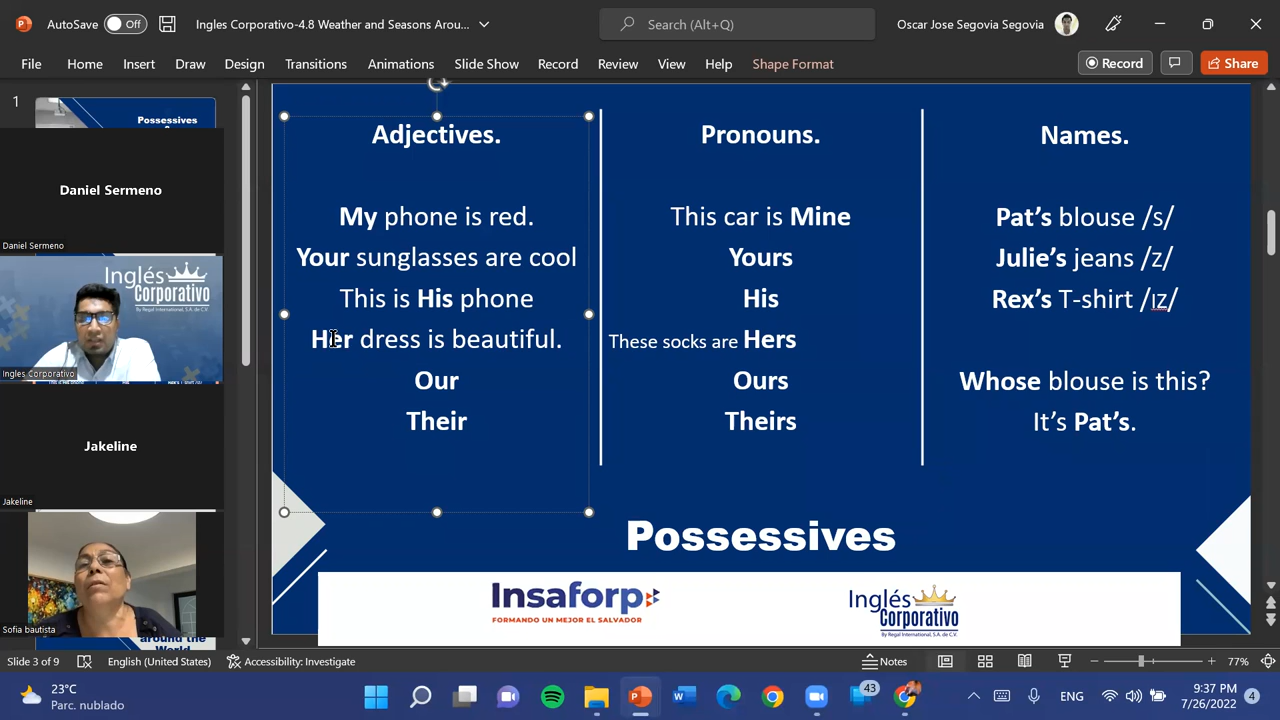 AutoSave Off
Ingles Corporativo-4.8 Weather and Seasons Arou...
Search (Alt+Q)
Oscar Jose Segovia Segovia
File Home Insert Draw Design Transitions Animations Slide Show Record Review View Help Shape Format
Record
Share
1
Possessives
Daniel Sermeno
Daniel Sermeno
Inglés
Corporativo
By Regal International, S.A. de C.V.
Ingles Corporativo
Jakeline
Jakeline
Sofia bautista
around the
World
Adjectives.
My phone is red.
Your sunglasses are cool
This is His phone
Her dress is beautiful.
Our
Their
Pronouns.
This car is Mine
Yours
His
These socks are Hers
Ours
Theirs
Names.
Pat's blouse /s/
Julie's jeans /z/
Rex's T-shirt /ɪz/
Whose blouse is this?
It's Pat's.
Possessives
Insaforp
FORMANDO UN MEJOR EL SALVADOR
Inglés
Corporativo
By Regal International, S.A. de C.V.
Slide 3 of 9
English (United States)
Accessibility: Investigate
Notes
77%
23°C
Parc. nublado
43
ENG
9:37 PM
7/26/2022
4